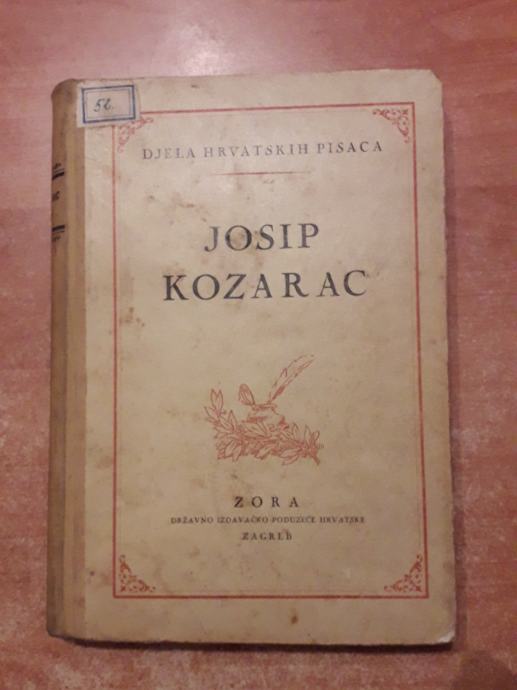 56.
DJELA HRVATSKIH PISACA
JOSIP
KOZARAC
ZORA
DRŽAVNO IZDAVAČKO PODUZEĆE HRVATSKE
ZAGREB